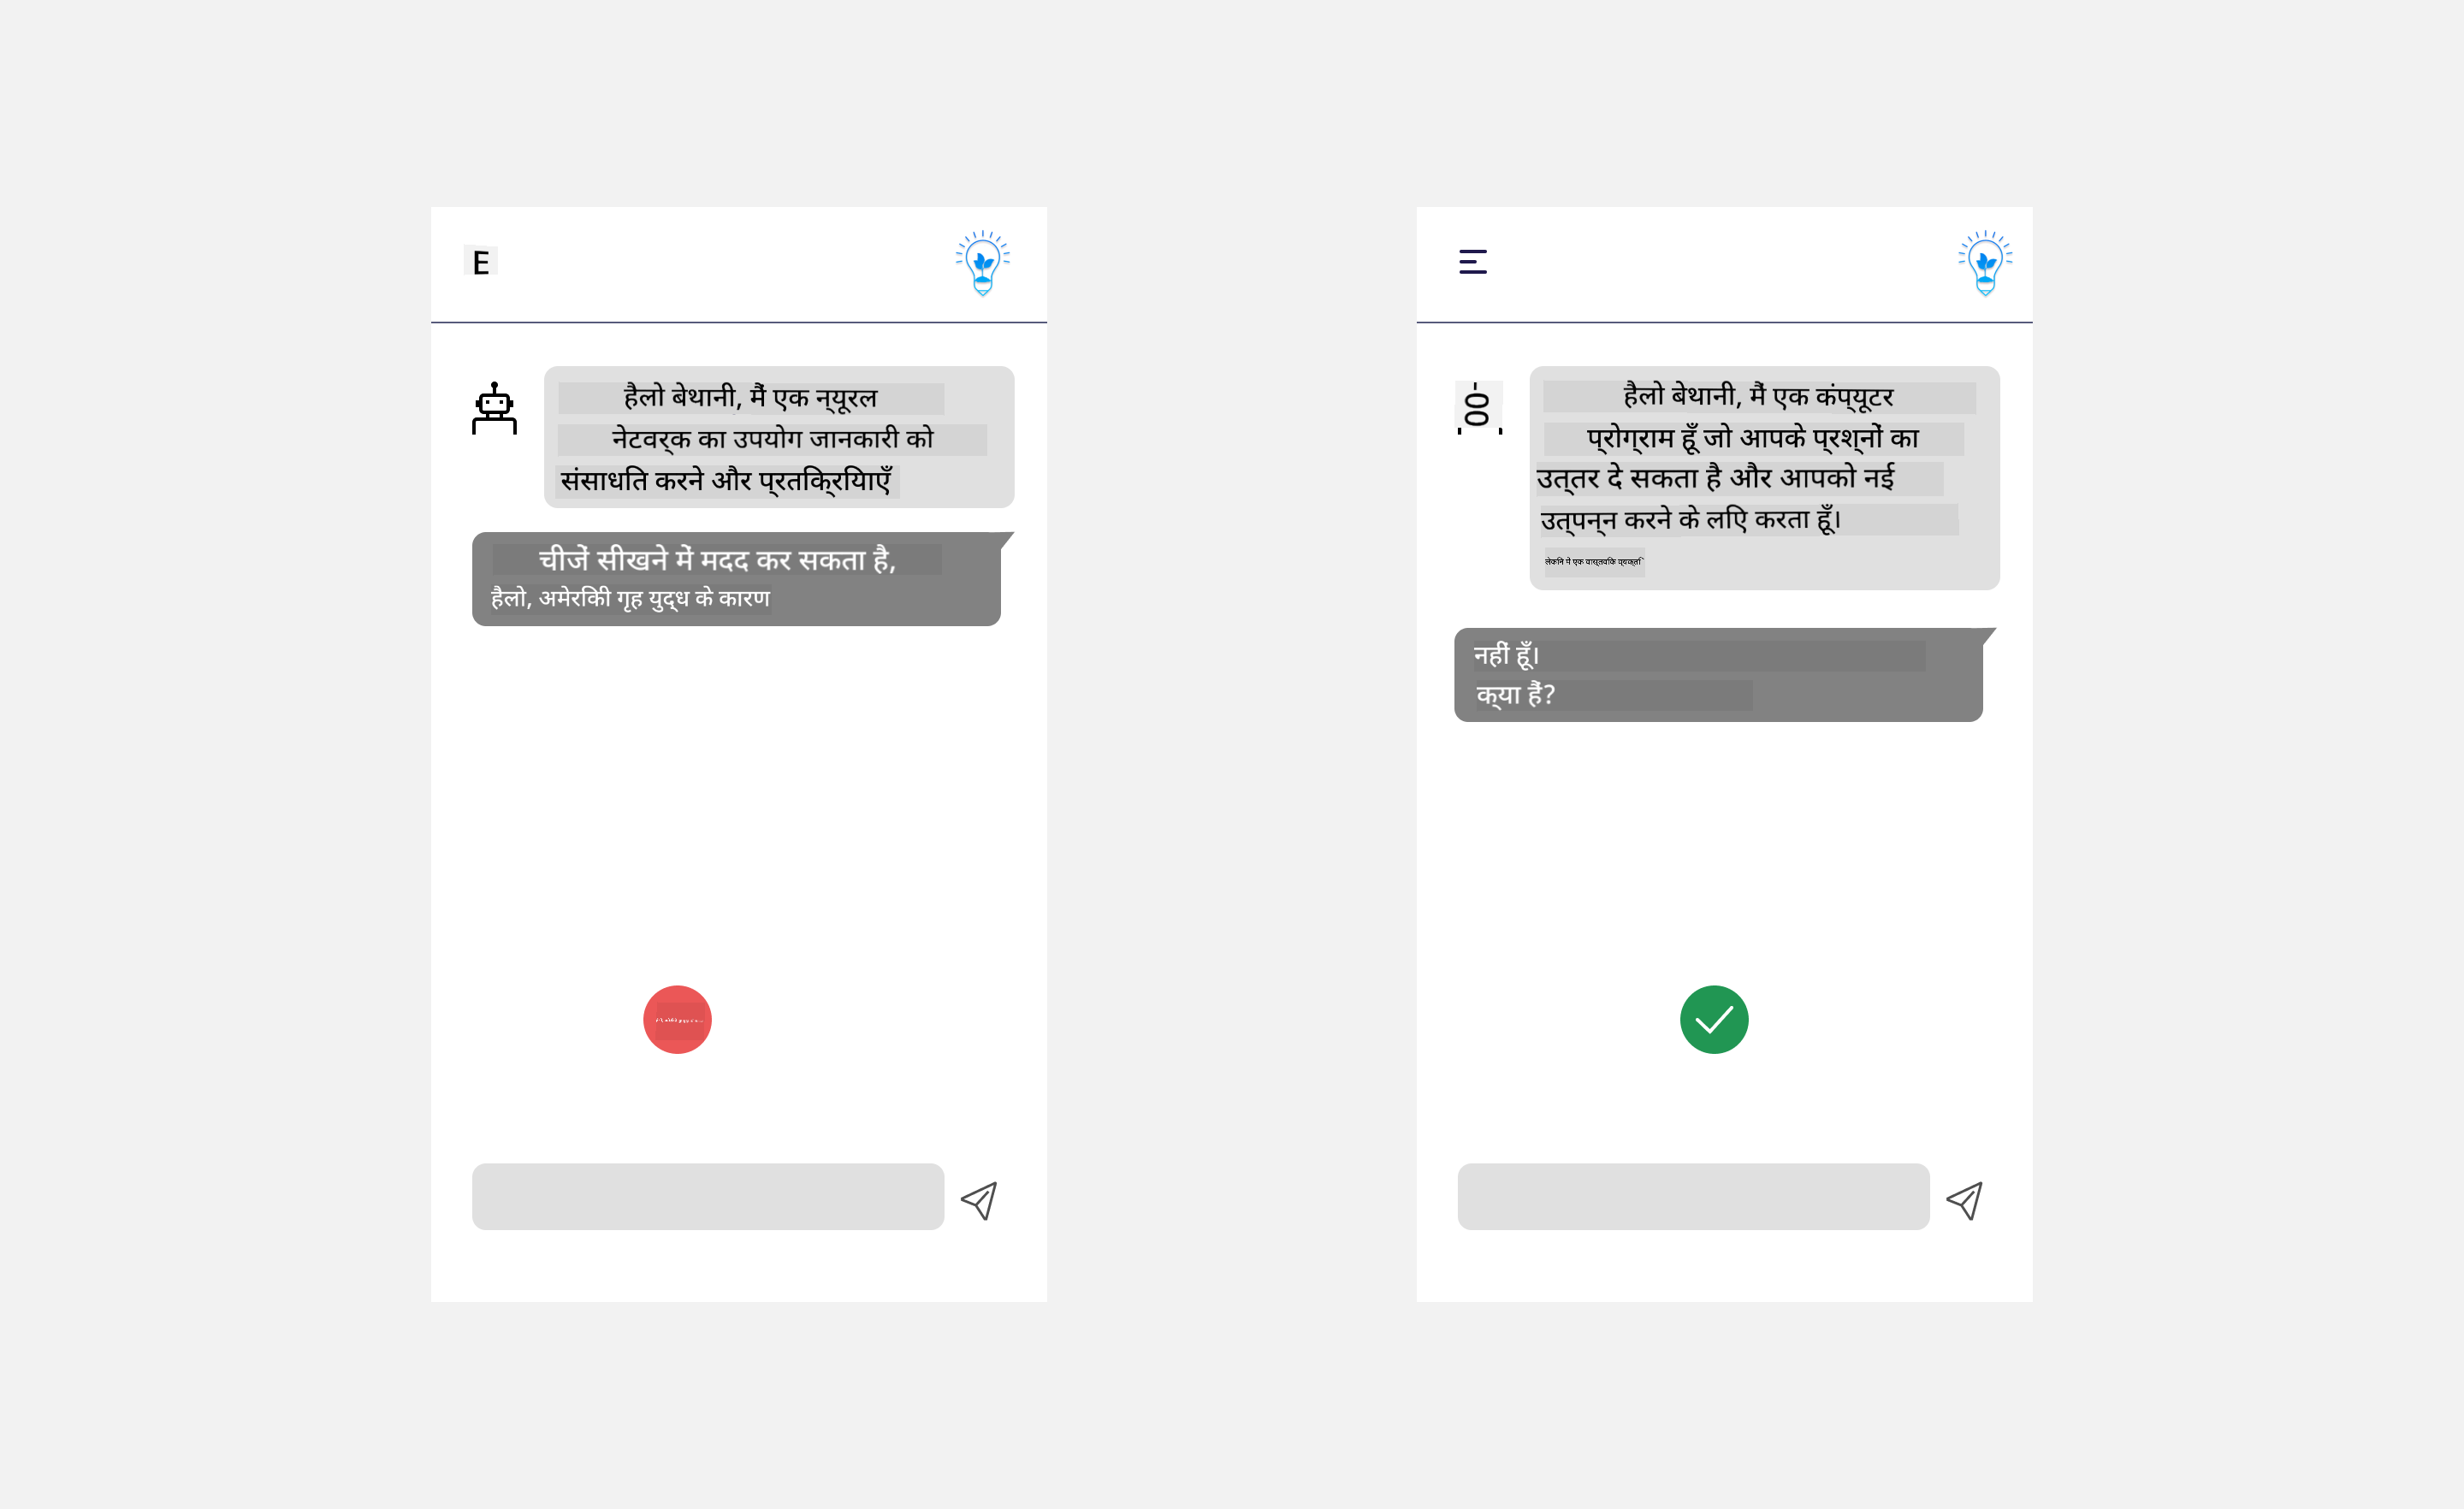 E
हैलो बेथानी, मैं एक न्यूरल
नेटवर्क का उपयोग जानकारी को
संसाधित करने और प्रतिक्रियाएँ
चीजें सीखने में मदद कर सकता है,
हैलो, अमेरिकी गृह युद्ध के कारण
हैलो बेथानी, मैं एक कंप्यूटर
प्रोग्राम हूँ जो आपके प्रश्नों का
उत्तर दे सकता है और आपको नई
उत्पन्न करने के लिए करता हूँ।
लेकिन मैं एक वास्तविक व्यक्ति
नहीं हूँ।
क्या हैं?